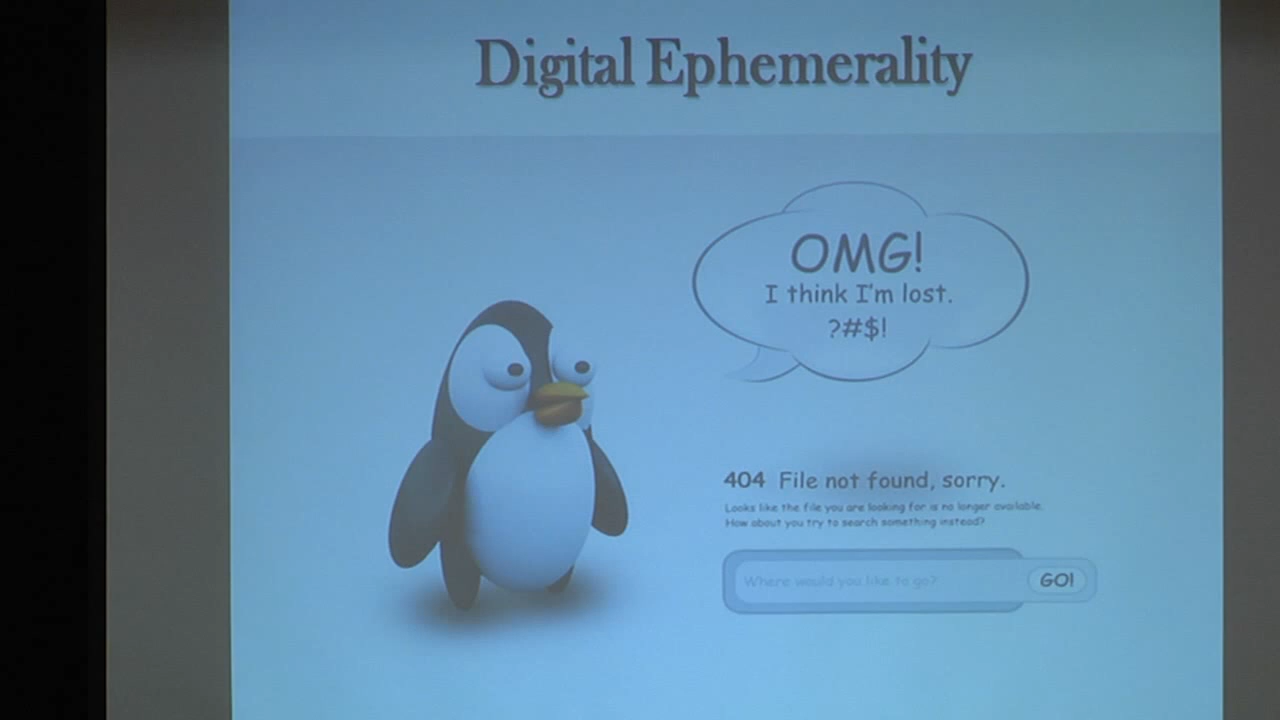 Digital Ephemerality
OMG!
I think I'm lost.
?#$!
404 File not found, sorry.
Looks like the file you are looking for is no longer available.
How about you try to search something instead?
Where would you like to go?
GO!